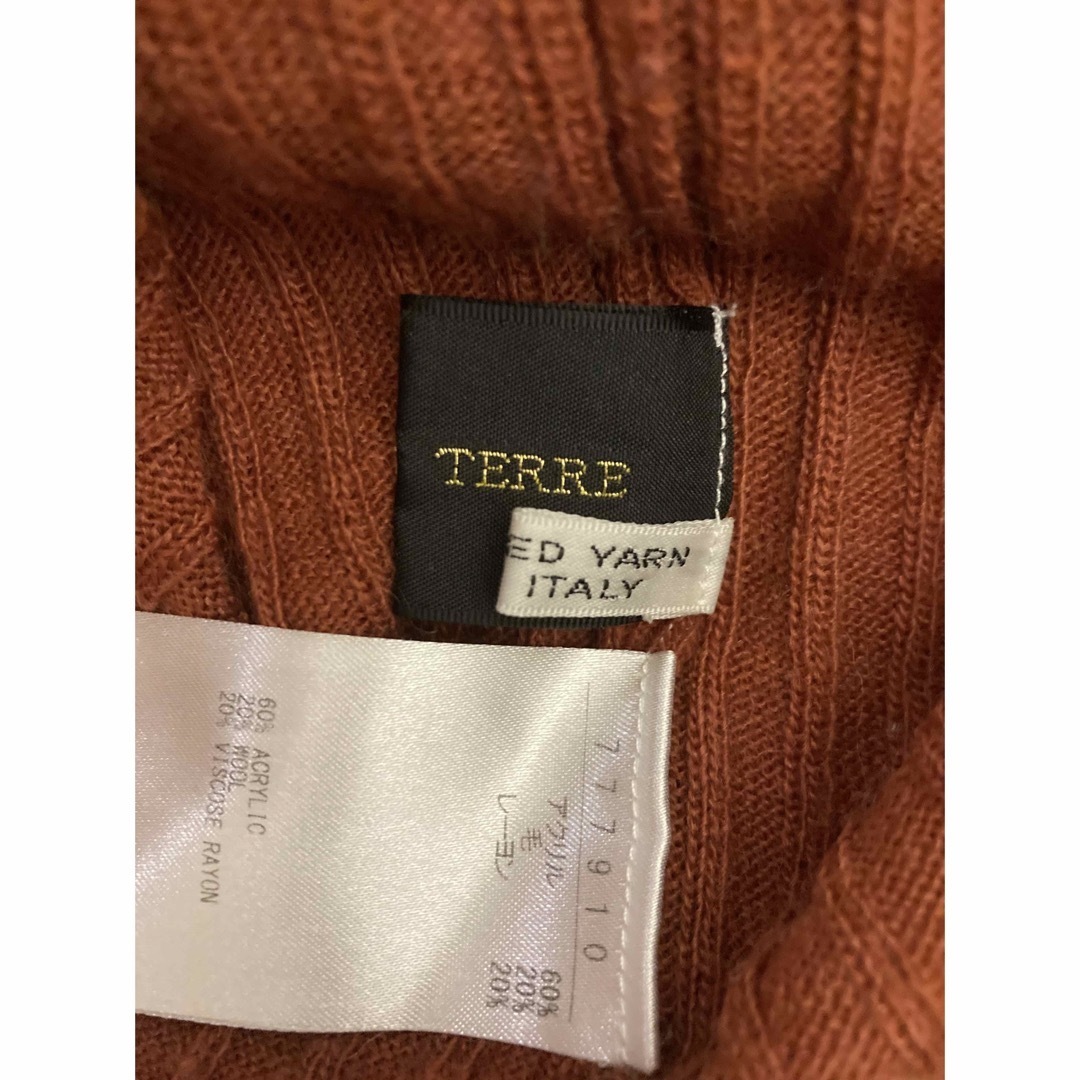 TERRE
ED YARN
ITALY
777910
アクリル 60%
毛 20%
レーヨン 20%
60% ACRYLIC
20% WOOL
20% VISCOSE RAYON